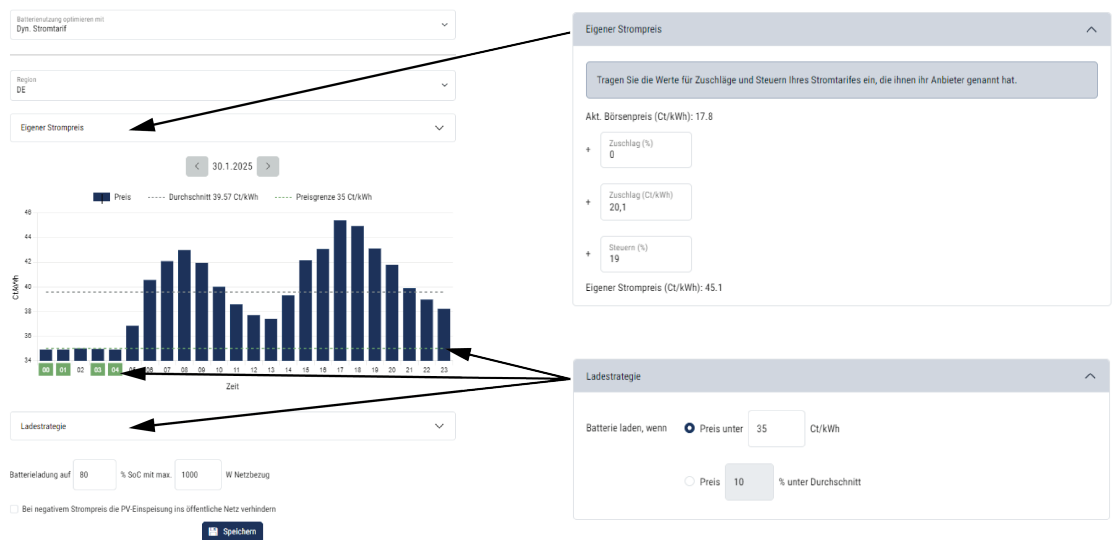 Batterienutzung optimieren mit
Dyn. Stromtarif
Region
DE
Eigener Strompreis
30.1.2025
Preis
Durchschnitt 39.57 Ct/kWh
Preisgrenze 35 Ct/kWh
Ct/kWh
46
44
42
40
38
36
34
00 01 02 03 04 05 06 07 08 09 10 11 12 13 14 15 16 17 18 19 20 21 22 23
Zeit
Ladestrategie
Batterieladung auf 80 % SoC mit max. 1000 W Netzbezug
Bei negativem Strompreis die PV-Einspeisung ins öffentliche Netz verhindern
Speichern
Eigener Strompreis
Tragen Sie die Werte für Zuschläge und Steuern Ihres Stromtarifes ein, die ihnen ihr Anbieter genannt hat.
Akt. Börsenpreis (Ct/kWh): 17.8
Zuschlag (%)
+ 0
Zuschlag (Ct/kWh)
+ 20,1
Steuern (%)
+ 19
Eigener Strompreis (Ct/kWh): 45.1
Ladestrategie
Batterie laden, wenn Preis unter 35 Ct/kWh
Preis 10 % unter Durchschnitt